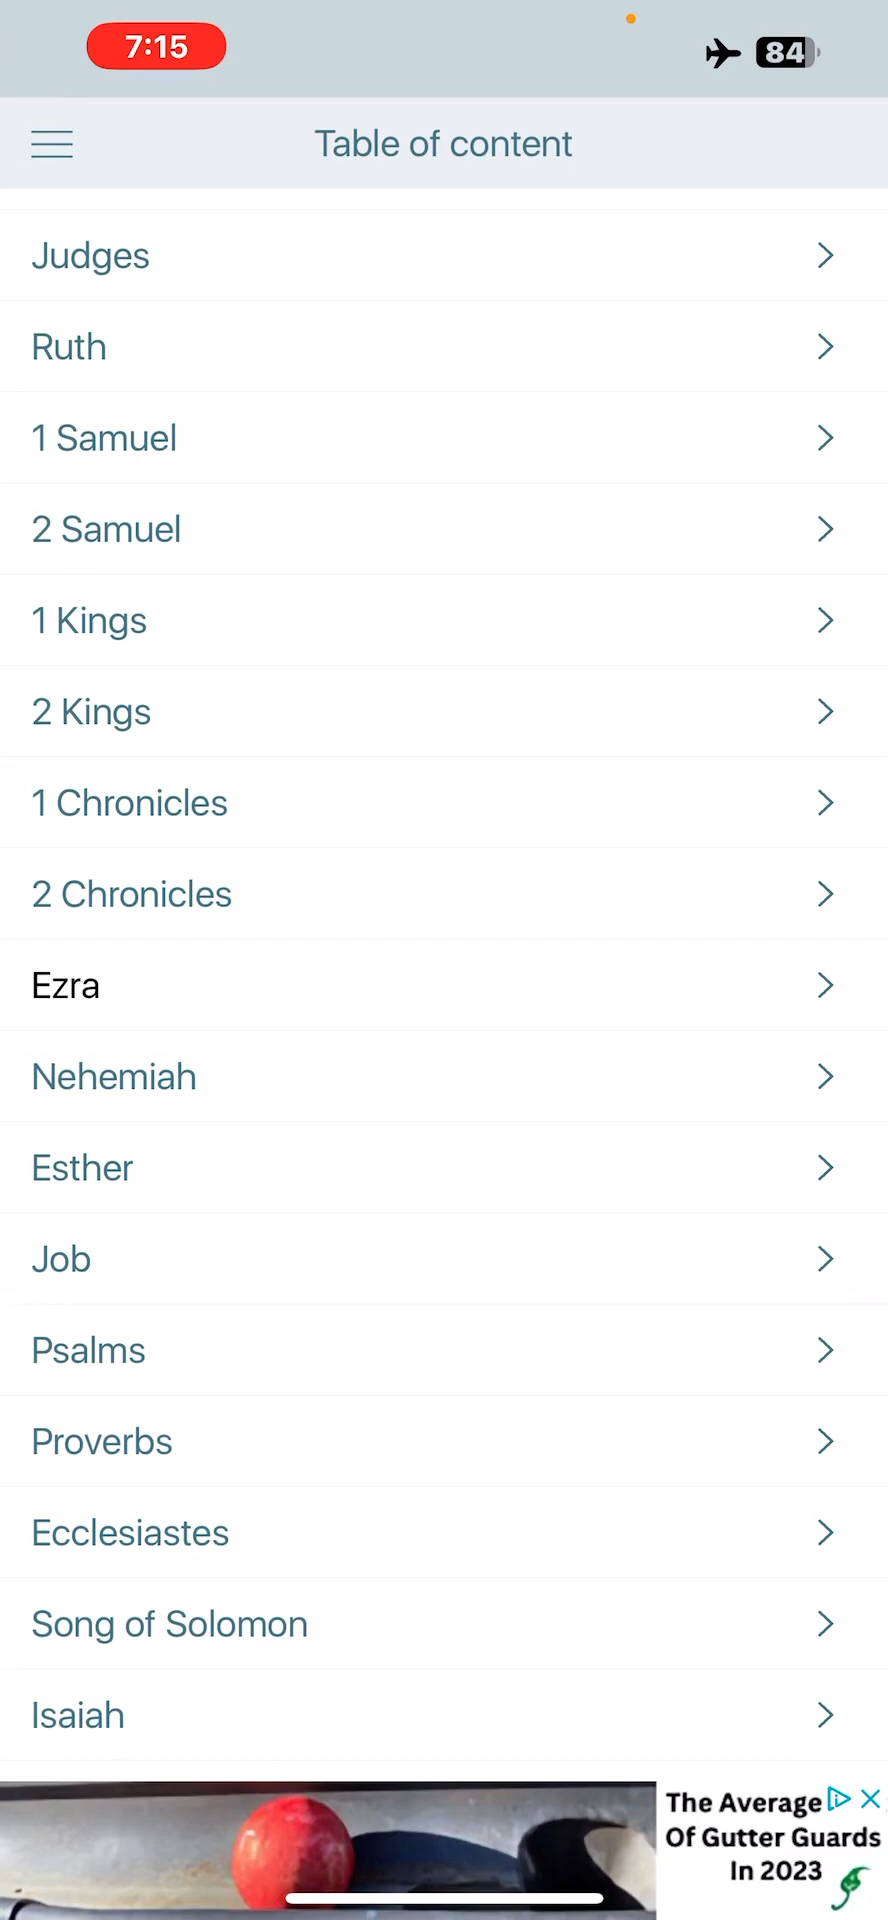 7:15
84
Table of content
Judges
Ruth
1 Samuel
2 Samuel
1 Kings
2 Kings
1 Chronicles
2 Chronicles
Ezra
Nehemiah
Esther
Job
Psalms
Proverbs
Ecclesiastes
Song of Solomon
Isaiah
The Average
Of Gutter Guards
In 2023